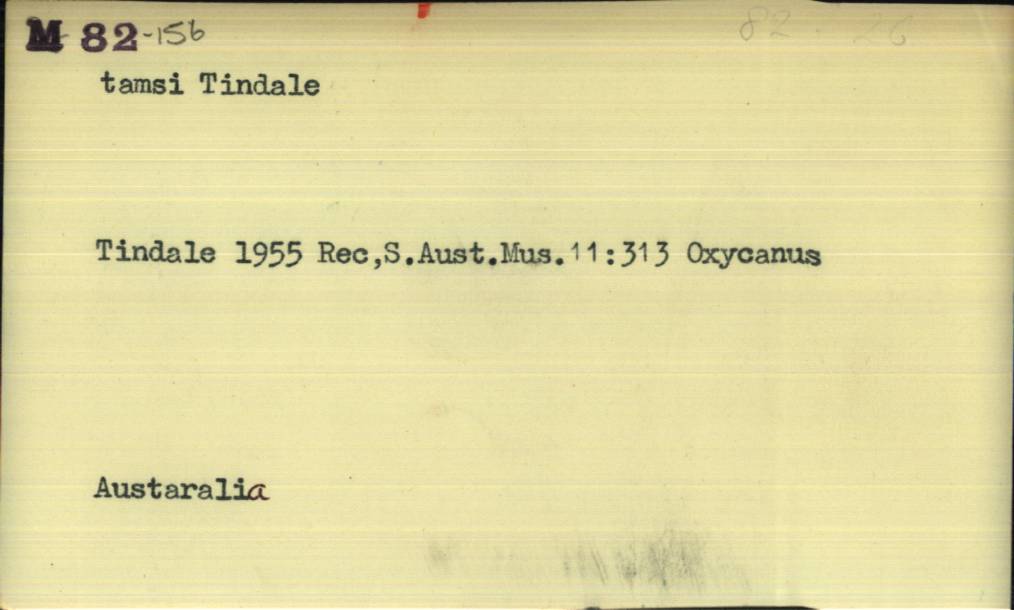 M 82-156
82. 26
tamsi Tindale
Tindale 1955 Rec,S.Aust.Mus.11:313 Oxycanus
Austaralia